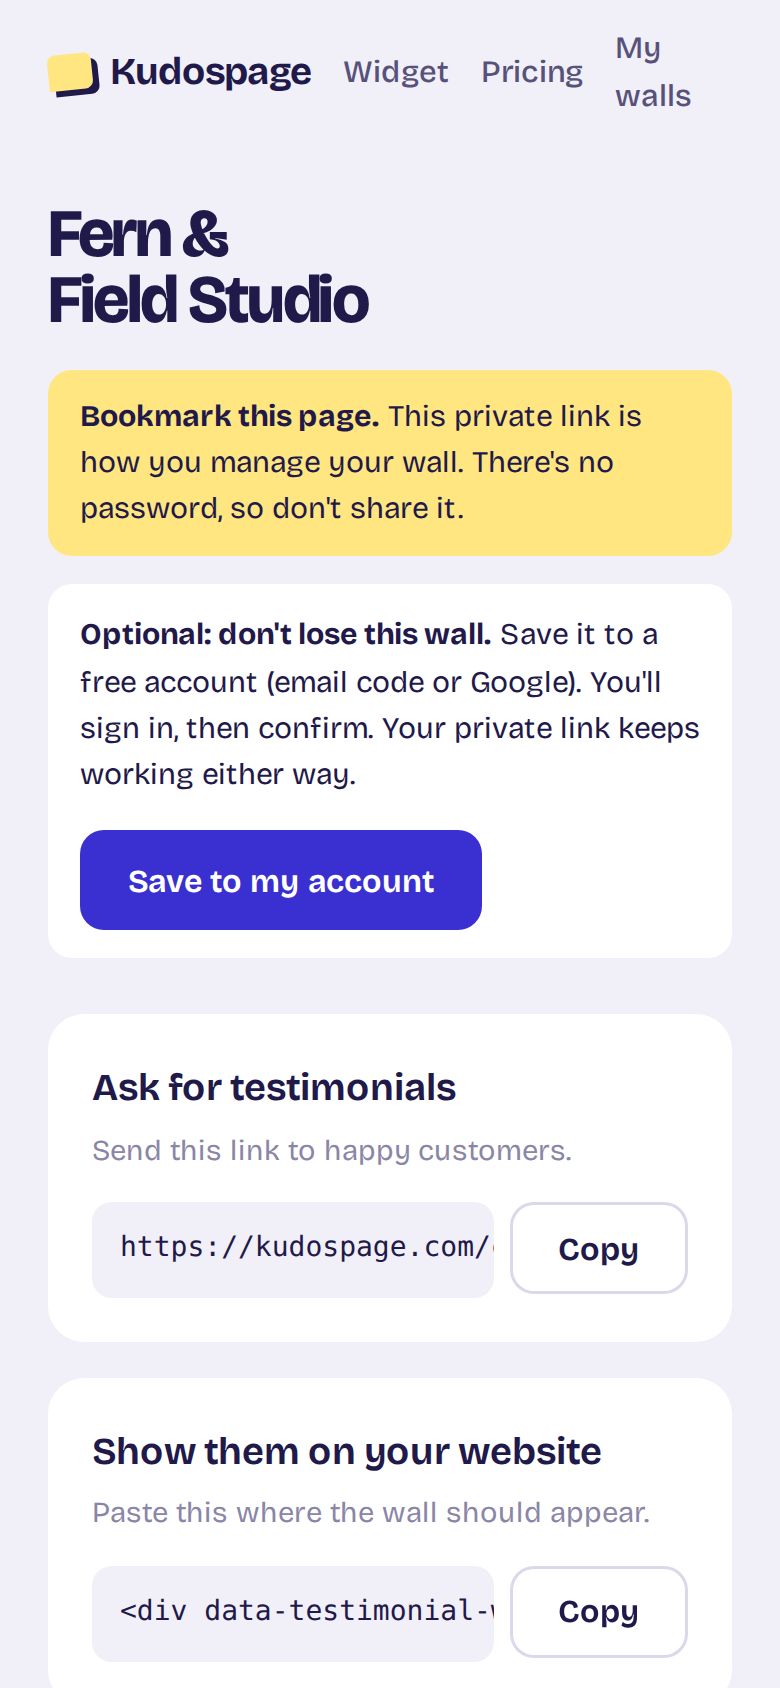 Kudospage Widget Pricing My walls
Fern &
Field Studio
Bookmark this page. This private link is
how you manage your wall. There's no
password, so don't share it.
Optional: don't lose this wall. Save it to a
free account (email code or Google). You'll
sign in, then confirm. Your private link keeps
working either way.
Save to my account
Ask for testimonials
Send this link to happy customers.
https://kudospage.com/
Copy
Show them on your website
Paste this where the wall should appear.
<div data-testimonial-
Copy